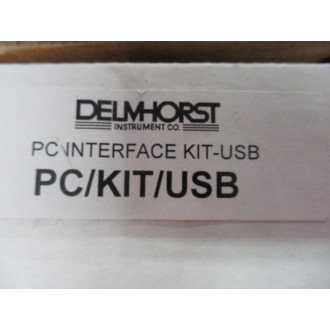 DELMHORST
INSTRUMENT CO.
PC INTERFACE KIT-USB
PC/KIT/USB